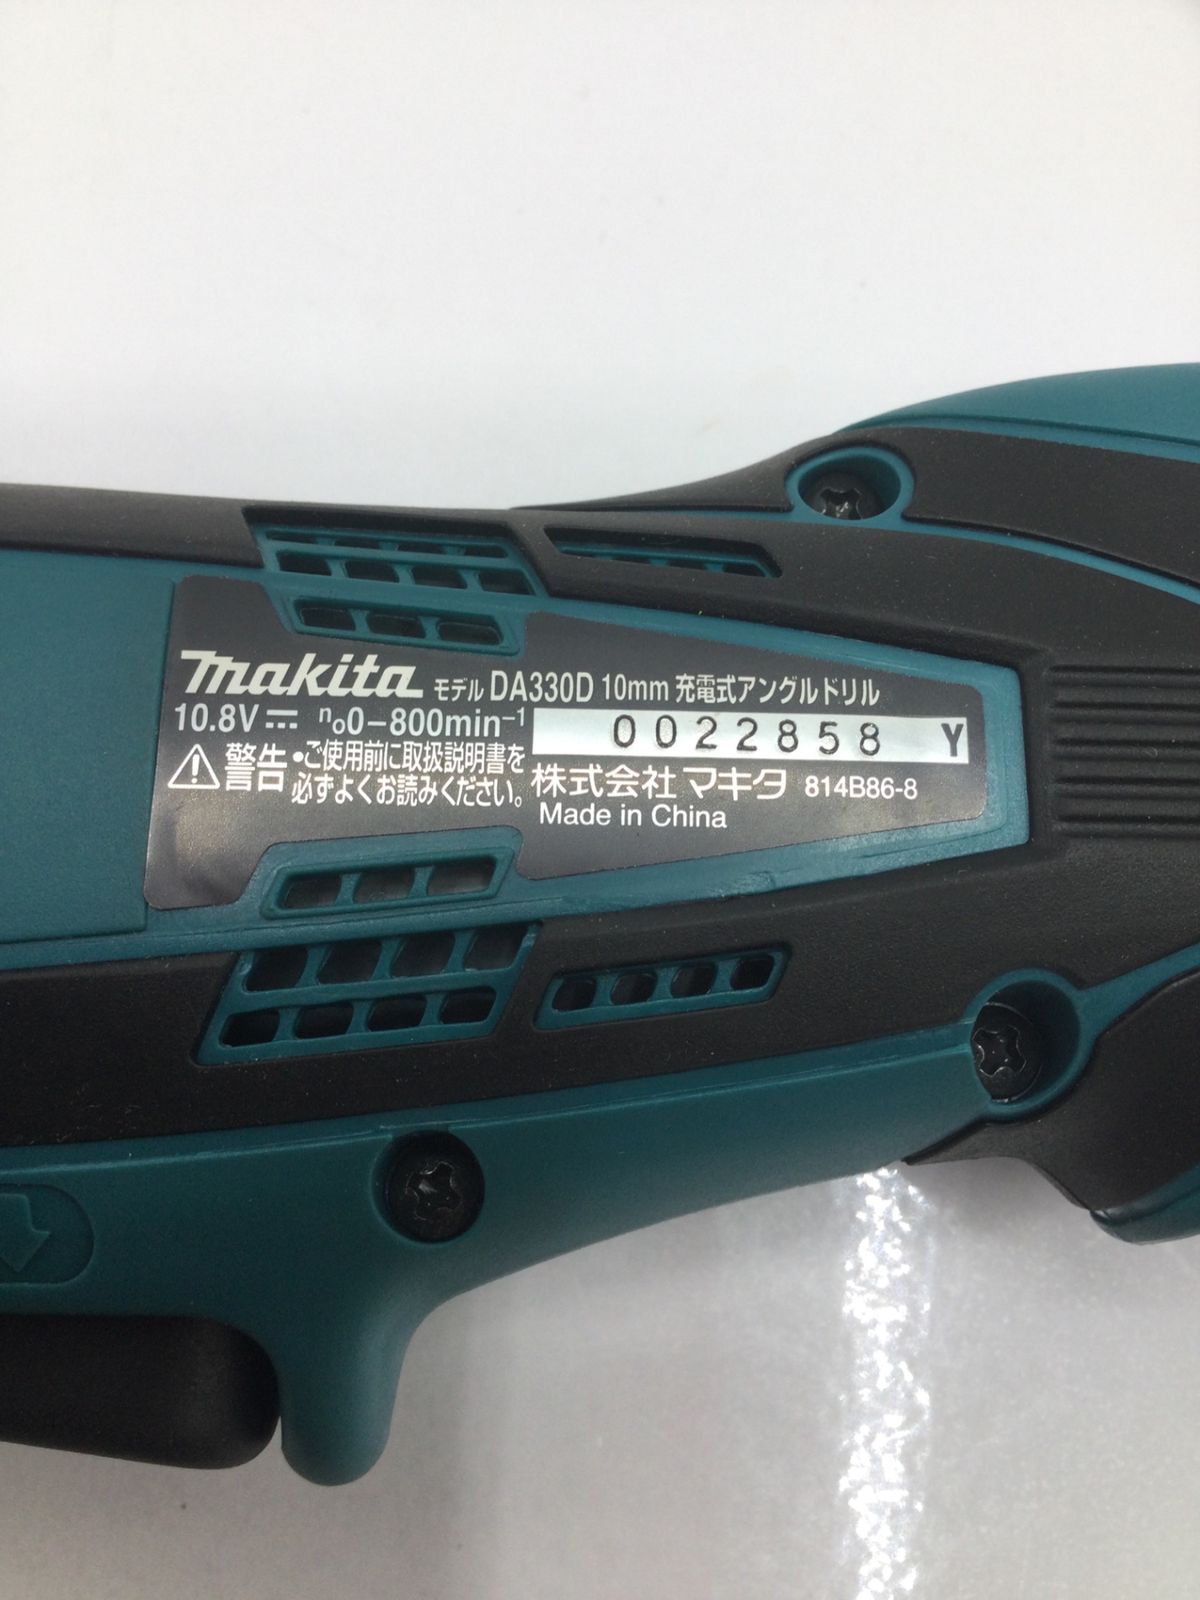 makita モデル DA330D 10mm 充電式アングルドリル
10.8V⎓ n₀0−800min⁻¹ 0022858 Y
警告 •ご使用前に取扱説明書を
必ずよくお読みください。
株式会社 マキタ 814B86-8
Made in China